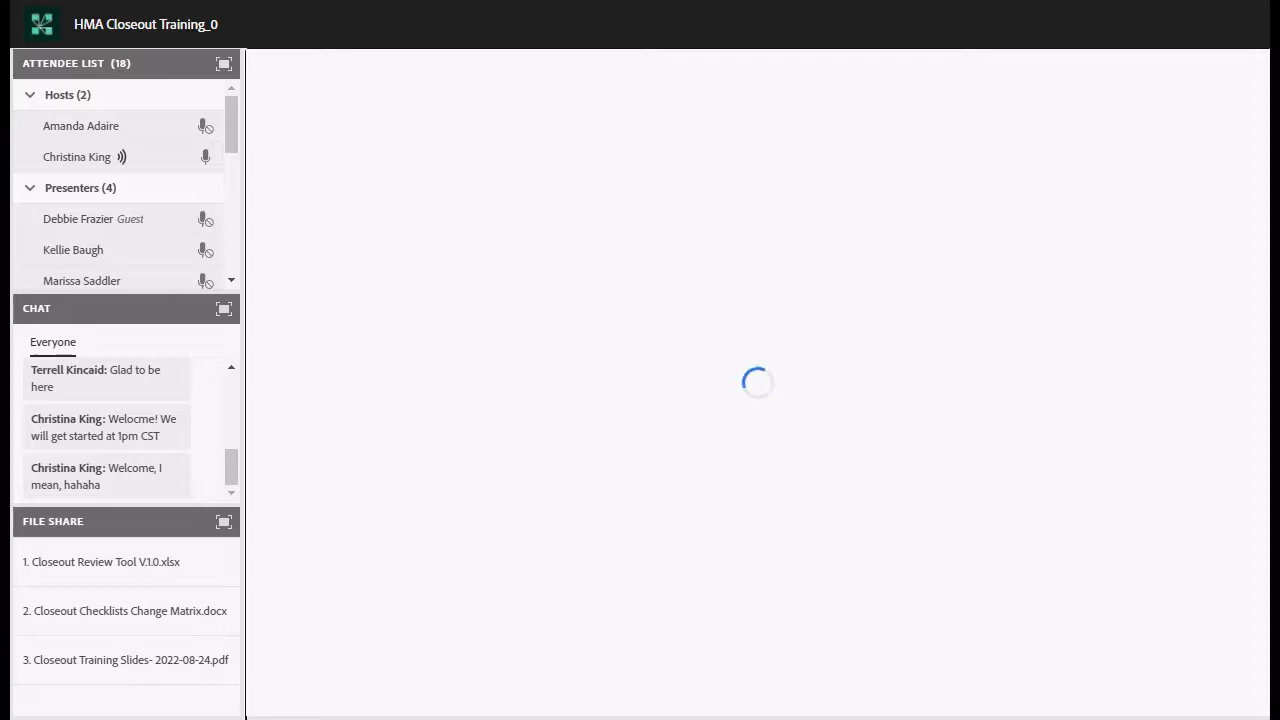 HMA Closeout Training_0
ATTENDEE LIST (18)
Hosts (2)
Amanda Adaire
Christina King
Presenters (4)
Debbie Frazier Guest
Kellie Baugh
Marissa Saddler
CHAT
Everyone
Terrell Kincaid: Glad to be
here
Christina King: Welocme! We
will get started at 1pm CST
Christina King: Welcome, I
mean, hahaha
FILE SHARE
1. Closeout Review Tool V.1.0.xlsx
2. Closeout Checklists Change Matrix.docx
3. Closeout Training Slides- 2022-08-24.pdf